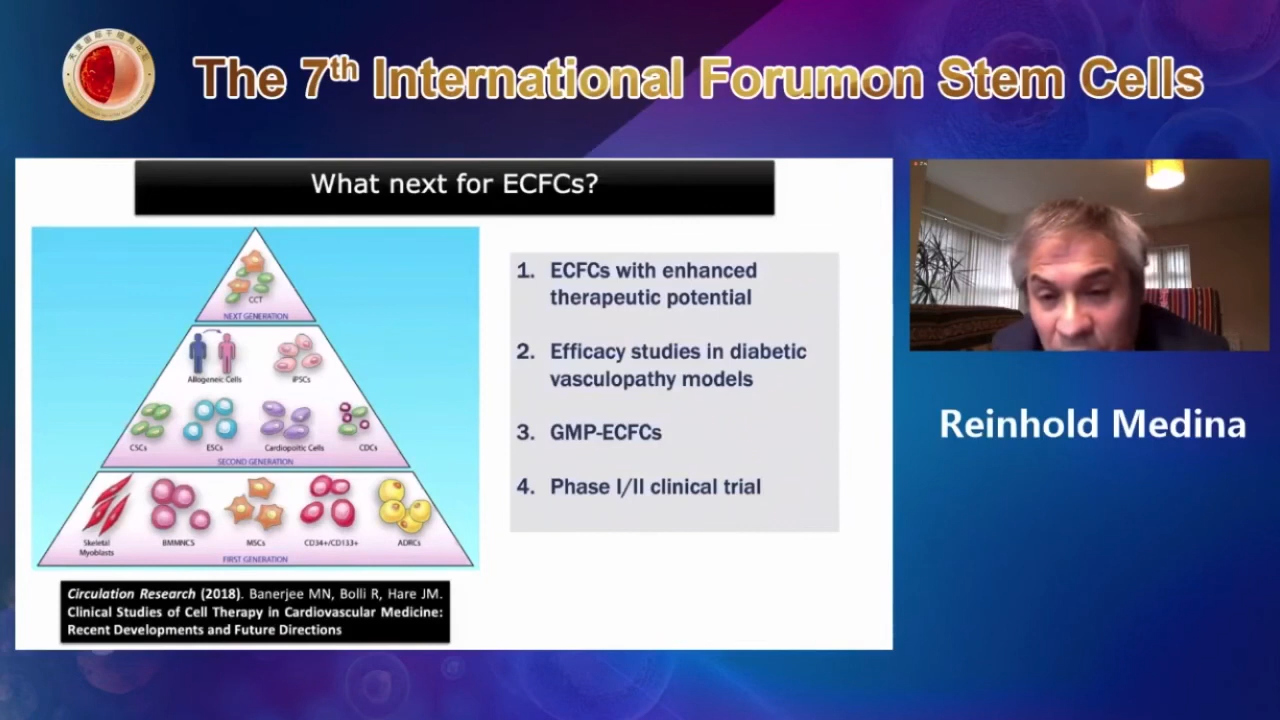 The 7th International Forumon Stem Cells
What next for ECFCs?
CCT
NEXT GENERATION
Allogeneic Cells
iPSCs
CSCs
ESCs
Cardiopoitic Cells
CDCs
SECOND GENERATION
Skeletal
Myoblasts
BMMNCS
MSCs
CD34+/CD133+
ADRCs
FIRST GENERATION
Circulation Research (2018). Banerjee MN, Bolli R, Hare JM.
Clinical Studies of Cell Therapy in Cardiovascular Medicine:
Recent Developments and Future Directions
1. ECFCs with enhanced
therapeutic potential
2. Efficacy studies in diabetic
vasculopathy models
3. GMP-ECFCs
4. Phase I/II clinical trial
Reinhold Medina